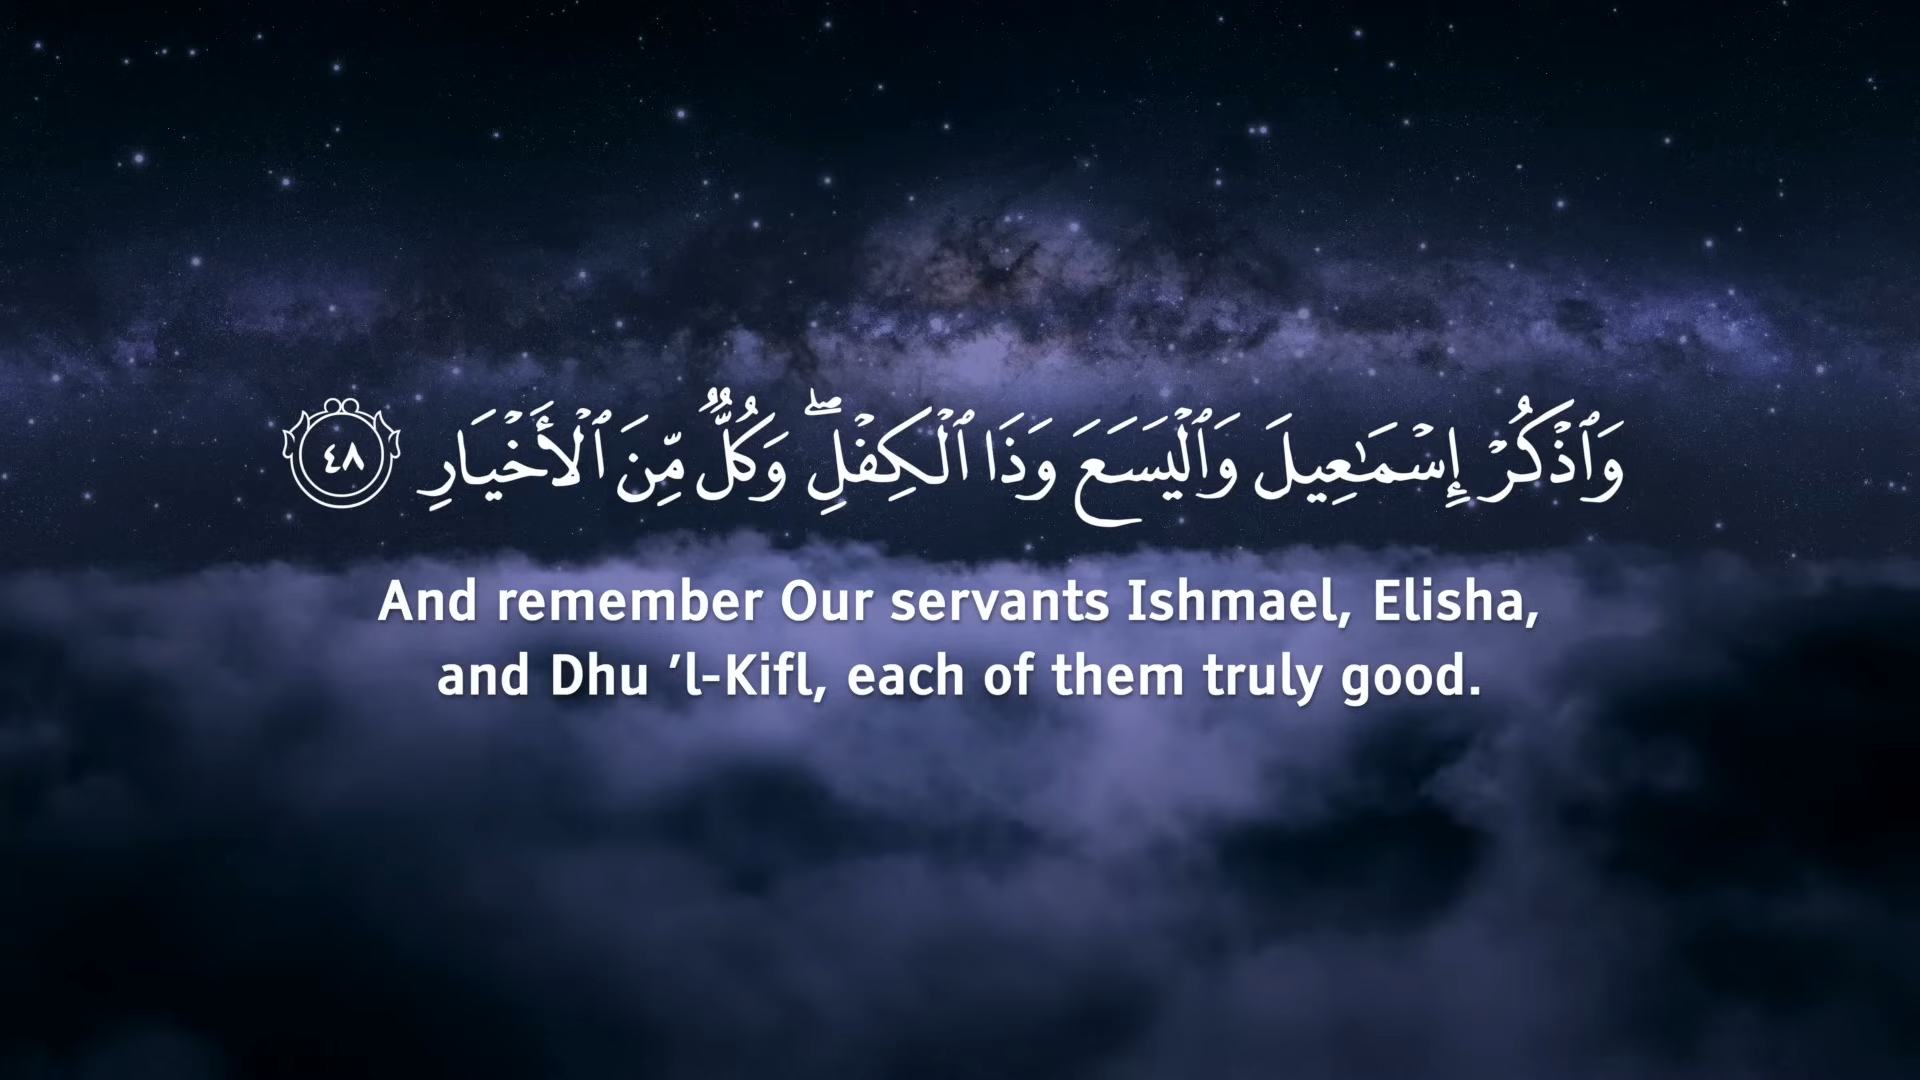 وَٱذْكُرْ إِسْمَـٰعِيلَ وَٱلْيَسَعَ وَذَا ٱلْكِفْلِ ۖ وَكُلٌّ مِّنَ ٱلْأَخْيَارِ ٤٨
And remember Our servants Ishmael, Elisha,
and Dhu ’l-Kifl, each of them truly good.